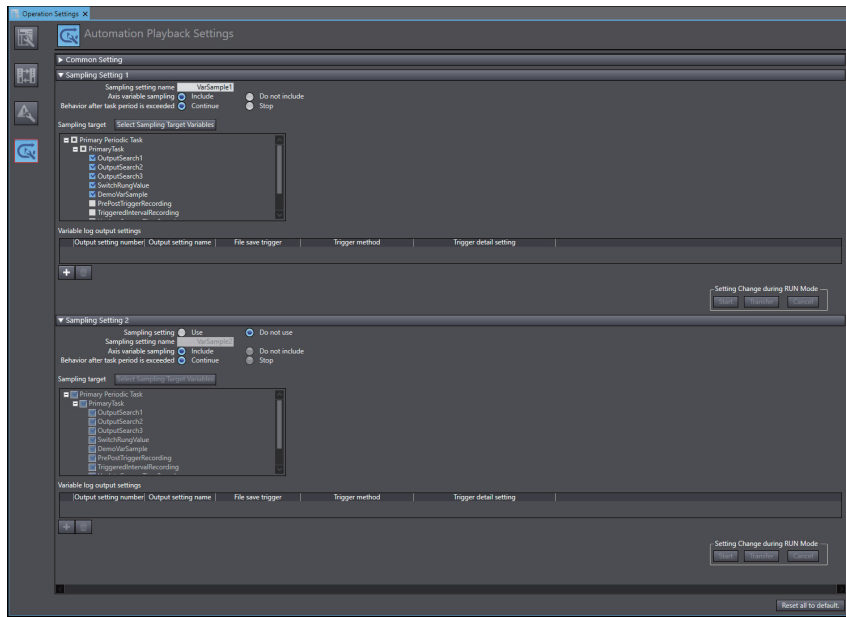 Operation Settings X
Automation Playback Settings
Common Setting
Sampling Setting 1
Sampling setting name VarSample1
Axis variable sampling Include Do not include
Behavior after task period is exceeded Continue Stop
Sampling target Select Sampling Target Variables
Primary Periodic Task
PrimaryTask
OutputSearch1
OutputSearch2
OutputSearch3
SwitchRungValue
DemoVarSample
PrePostTriggerRecording
TriggeredIntervalRecording
Variable log output settings
Output setting number Output setting name File save trigger Trigger method Trigger detail setting
Setting Change during RUN Mode
Start Transfer Cancel
Sampling Setting 2
Sampling setting Use Do not use
Sampling setting name VarSample2
Axis variable sampling Include Do not include
Behavior after task period is exceeded Continue Stop
Sampling target Select Sampling Target Variables
Primary Periodic Task
PrimaryTask
OutputSearch1
OutputSearch2
OutputSearch3
SwitchRungValue
DemoVarSample
PrePostTriggerRecording
TriggeredIntervalRecording
Variable log output settings
Output setting number Output setting name File save trigger Trigger method Trigger detail setting
Setting Change during RUN Mode
Start Transfer Cancel
Reset all to default.